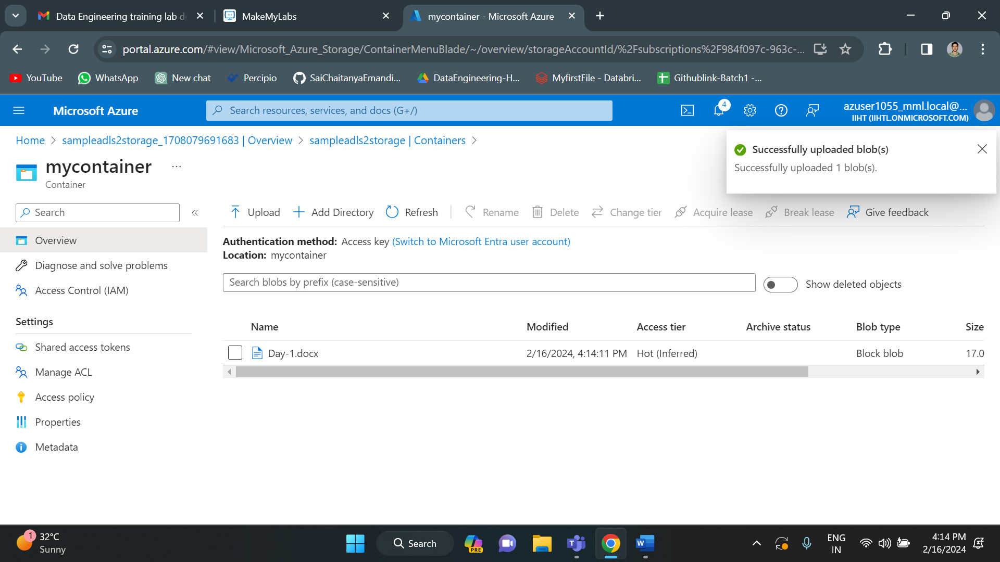 Data Engineering training lab d
MakeMyLabs
mycontainer - Microsoft Azure
portal.azure.com/#view/Microsoft_Azure_Storage/ContainerMenuBlade/~/overview/storageAccountId/%2Fsubscriptions%2F984f097c-963c-...
YouTube
WhatsApp
New chat
Percipio
SaiChaitanyaEmandi...
DataEngineering-H...
MyfirstFile - Databri...
Githublink-Batch1 -...
Microsoft Azure
Search resources, services, and docs (G+/)
4
azuser1055_mml.local@...
IIHT (IIHTL.ONMICROSOFT.COM)
Home > sampleadls2storage_1708079691683 | Overview > sampleadls2storage | Containers >
Successfully uploaded blob(s)
Successfully uploaded 1 blob(s).
mycontainer ...
Container
Search
Upload
Add Directory
Refresh
Rename
Delete
Change tier
Acquire lease
Break lease
Give feedback
Overview
Diagnose and solve problems
Access Control (IAM)
Settings
Shared access tokens
Manage ACL
Access policy
Properties
Metadata
Authentication method: Access key (Switch to Microsoft Entra user account)
Location: mycontainer
Search blobs by prefix (case-sensitive)
Show deleted objects
Name Modified Access tier Archive status Blob type Size
Day-1.docx 2/16/2024, 4:14:11 PM Hot (Inferred) Block blob 17.0
1
32°C
Sunny
Search
PRE
ENG
IN
4:14 PM
2/16/2024